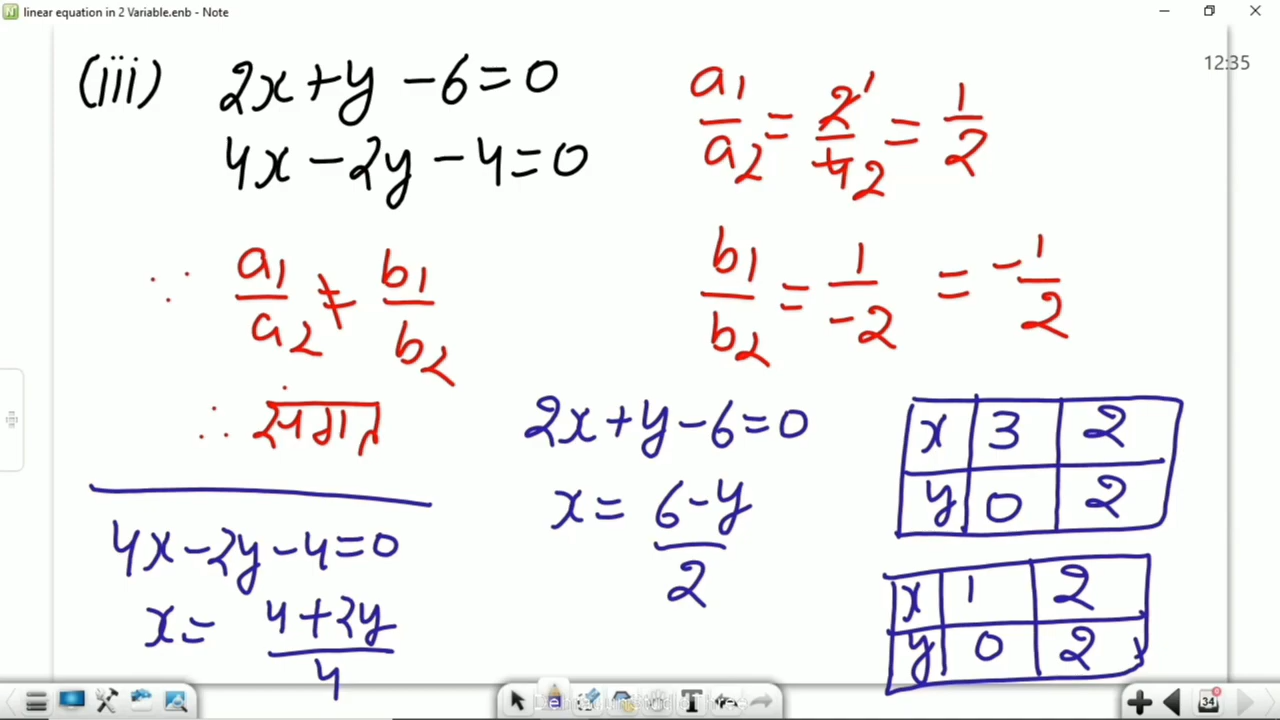 linear equation in 2 Variable.enb - Note
12:35
(iii) 2x+y-6=0
4x-2y-4=0
a1/a2 = 2/4 = 1/2
b1/b2 = 1/-2 = -1/2
∵ a1/a2 ≠ b1/b2
∴ संगत
4x-2y-4=0
x= (4+2y)/4
2x+y-6=0
x= (6-y)/2
x 3 2
y 0 2
x 1 2
y 0 2
34